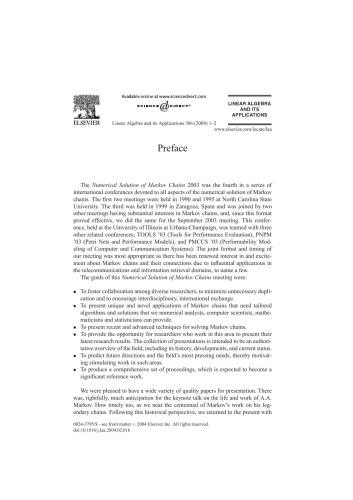 Available online at www.sciencedirect.com
SCIENCE DIRECT®
ELSEVIER
Linear Algebra and its Applications 386 (2004) 1–2
LINEAR ALGEBRA
AND ITS
APPLICATIONS
www.elsevier.com/locate/laa
Preface
The Numerical Solution of Markov Chains 2003 was the fourth in a series of
international conferences devoted to all aspects of the numerical solution of Markov
chains. The first two meetings were held in 1990 and 1995 at North Carolina State
University. The third was held in 1999 in Zaragoza, Spain and was joined by two
other meetings having substantial interests in Markov chains, and, since this format
proved effective, we did the same for the September 2003 meeting. This confer-
ence, held at the University of Illinois at Urbana-Champaign, was teamed with three
other related conferences, TOOLS ’03 (Tools for Performance Evaluation), PNPM
’03 (Petri Nets and Performance Models), and PMCCS ’03 (Performability Mod-
eling of Computer and Communication Systems). The joint format and timing of
our meeting was most appropriate as there has been renewed interest and excite-
ment about Markov chains and their connections due to influential applications in
the telecommunications and information retrieval domains, to name a few.
The goals of this Numerical Solution of Markov Chains meeting were:
• To foster collaboration among diverse researchers, to minimize unnecessary dupli-
cation and to encourage interdisciplinary, international exchange.
• To present unique and novel applications of Markov chains that need tailored
algorithms and solutions that we numerical analysts, computer scientists, mathe-
maticians and statisticians can provide.
• To present recent and advanced techniques for solving Markov chains.
• To provide the opportunity for researchers who work in this area to present their
latest research results. The collection of presentations is intended to be an authori-
tative overview of the field, including its history, developments, and current status.
• To predict future directions and the field’s most pressing needs, thereby motivat-
ing stimulating work in such areas.
• To produce a comprehensive set of proceedings, which is expected to become a
significant reference work.
We were pleased to have a wide variety of quality papers for presentation. There
was, rightfully, much anticipation for the keynote talk on the life and work of A.A.
Markov. How timely too, as we near the centennial of Markov’s work on his leg-
endary chains. Following this historical perspective, we returned to the present with
0024-3795/$ - see front matter © 2004 Elsevier Inc. All rights reserved.
doi:10.1016/j.laa.2004.02.016